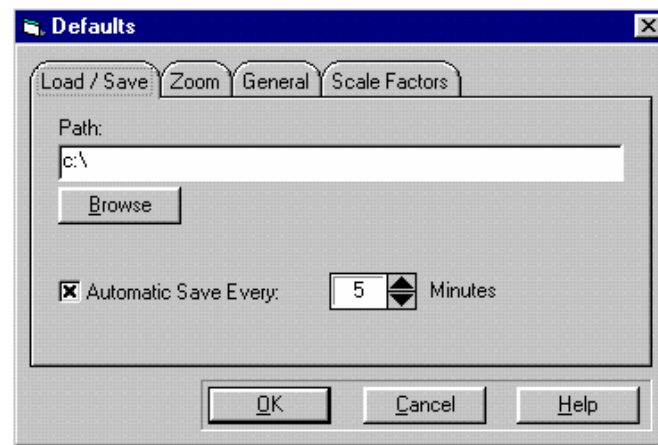 Defaults
Load / Save Zoom General Scale Factors
Path:
c:\
Browse
Automatic Save Every: 5 Minutes
OK Cancel Help